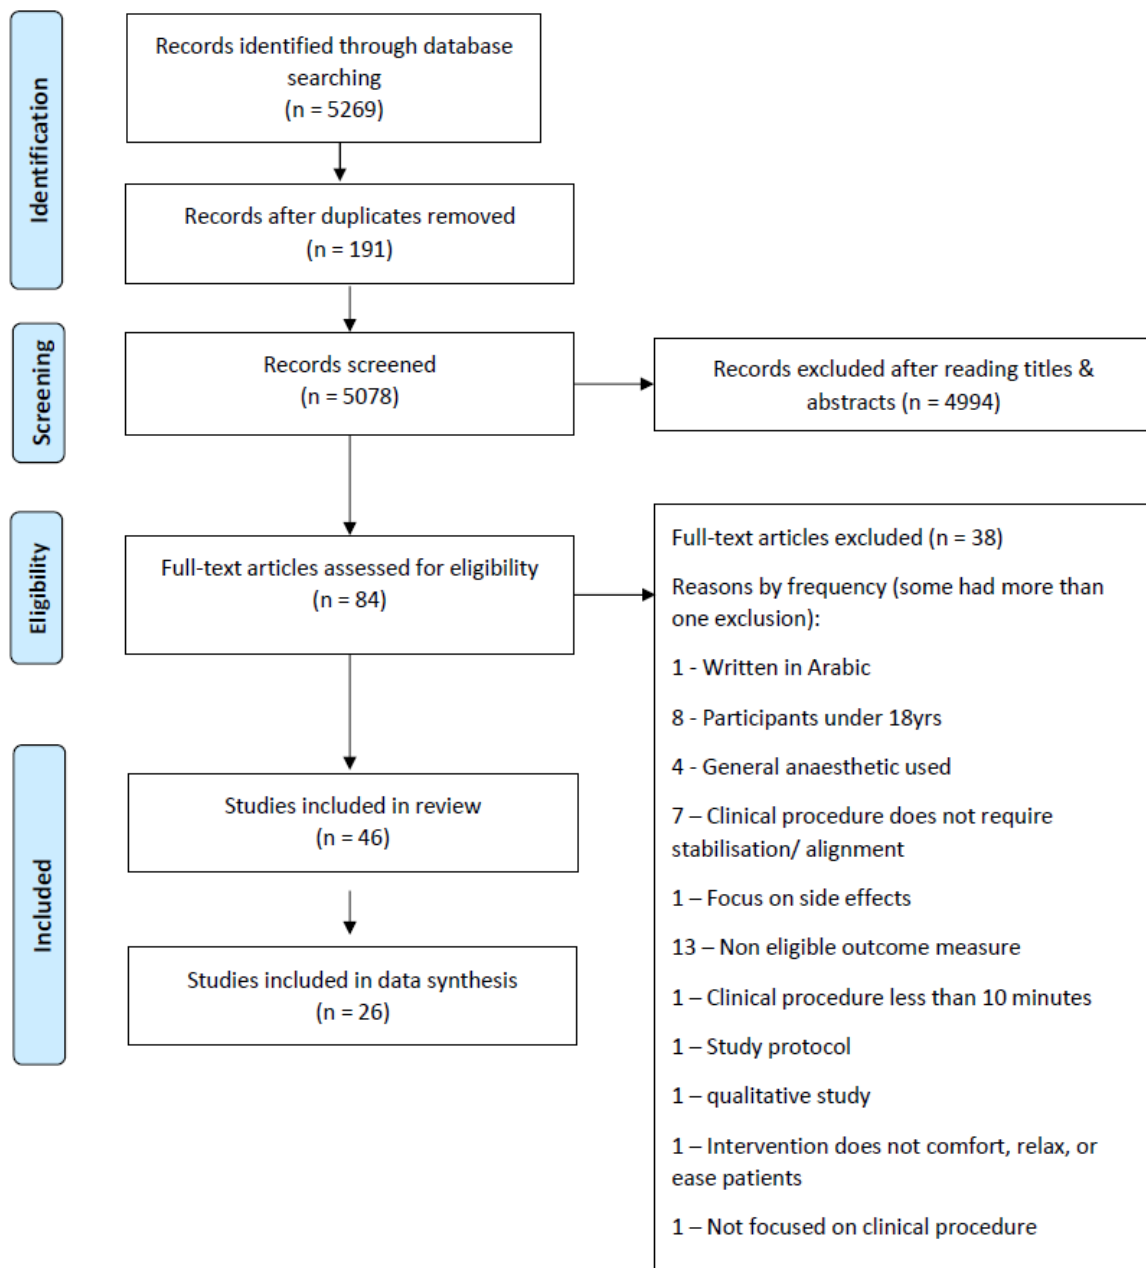 Identification
Records identified through database
searching
(n = 5269)
Records after duplicates removed
(n = 191)
Screening
Records screened
(n = 5078)
Records excluded after reading titles &
abstracts (n = 4994)
Eligibility
Full-text articles assessed for eligibility
(n = 84)
Full-text articles excluded (n = 38)
Reasons by frequency (some had more than
one exclusion):
1 - Written in Arabic
8 - Participants under 18yrs
4 - General anaesthetic used
7 – Clinical procedure does not require
stabilisation/ alignment
1 – Focus on side effects
13 – Non eligible outcome measure
1 – Clinical procedure less than 10 minutes
1 – Study protocol
1 – qualitative study
1 – Intervention does not comfort, relax, or
ease patients
1 – Not focused on clinical procedure
Included
Studies included in review
(n = 46)
Studies included in data synthesis
(n = 26)